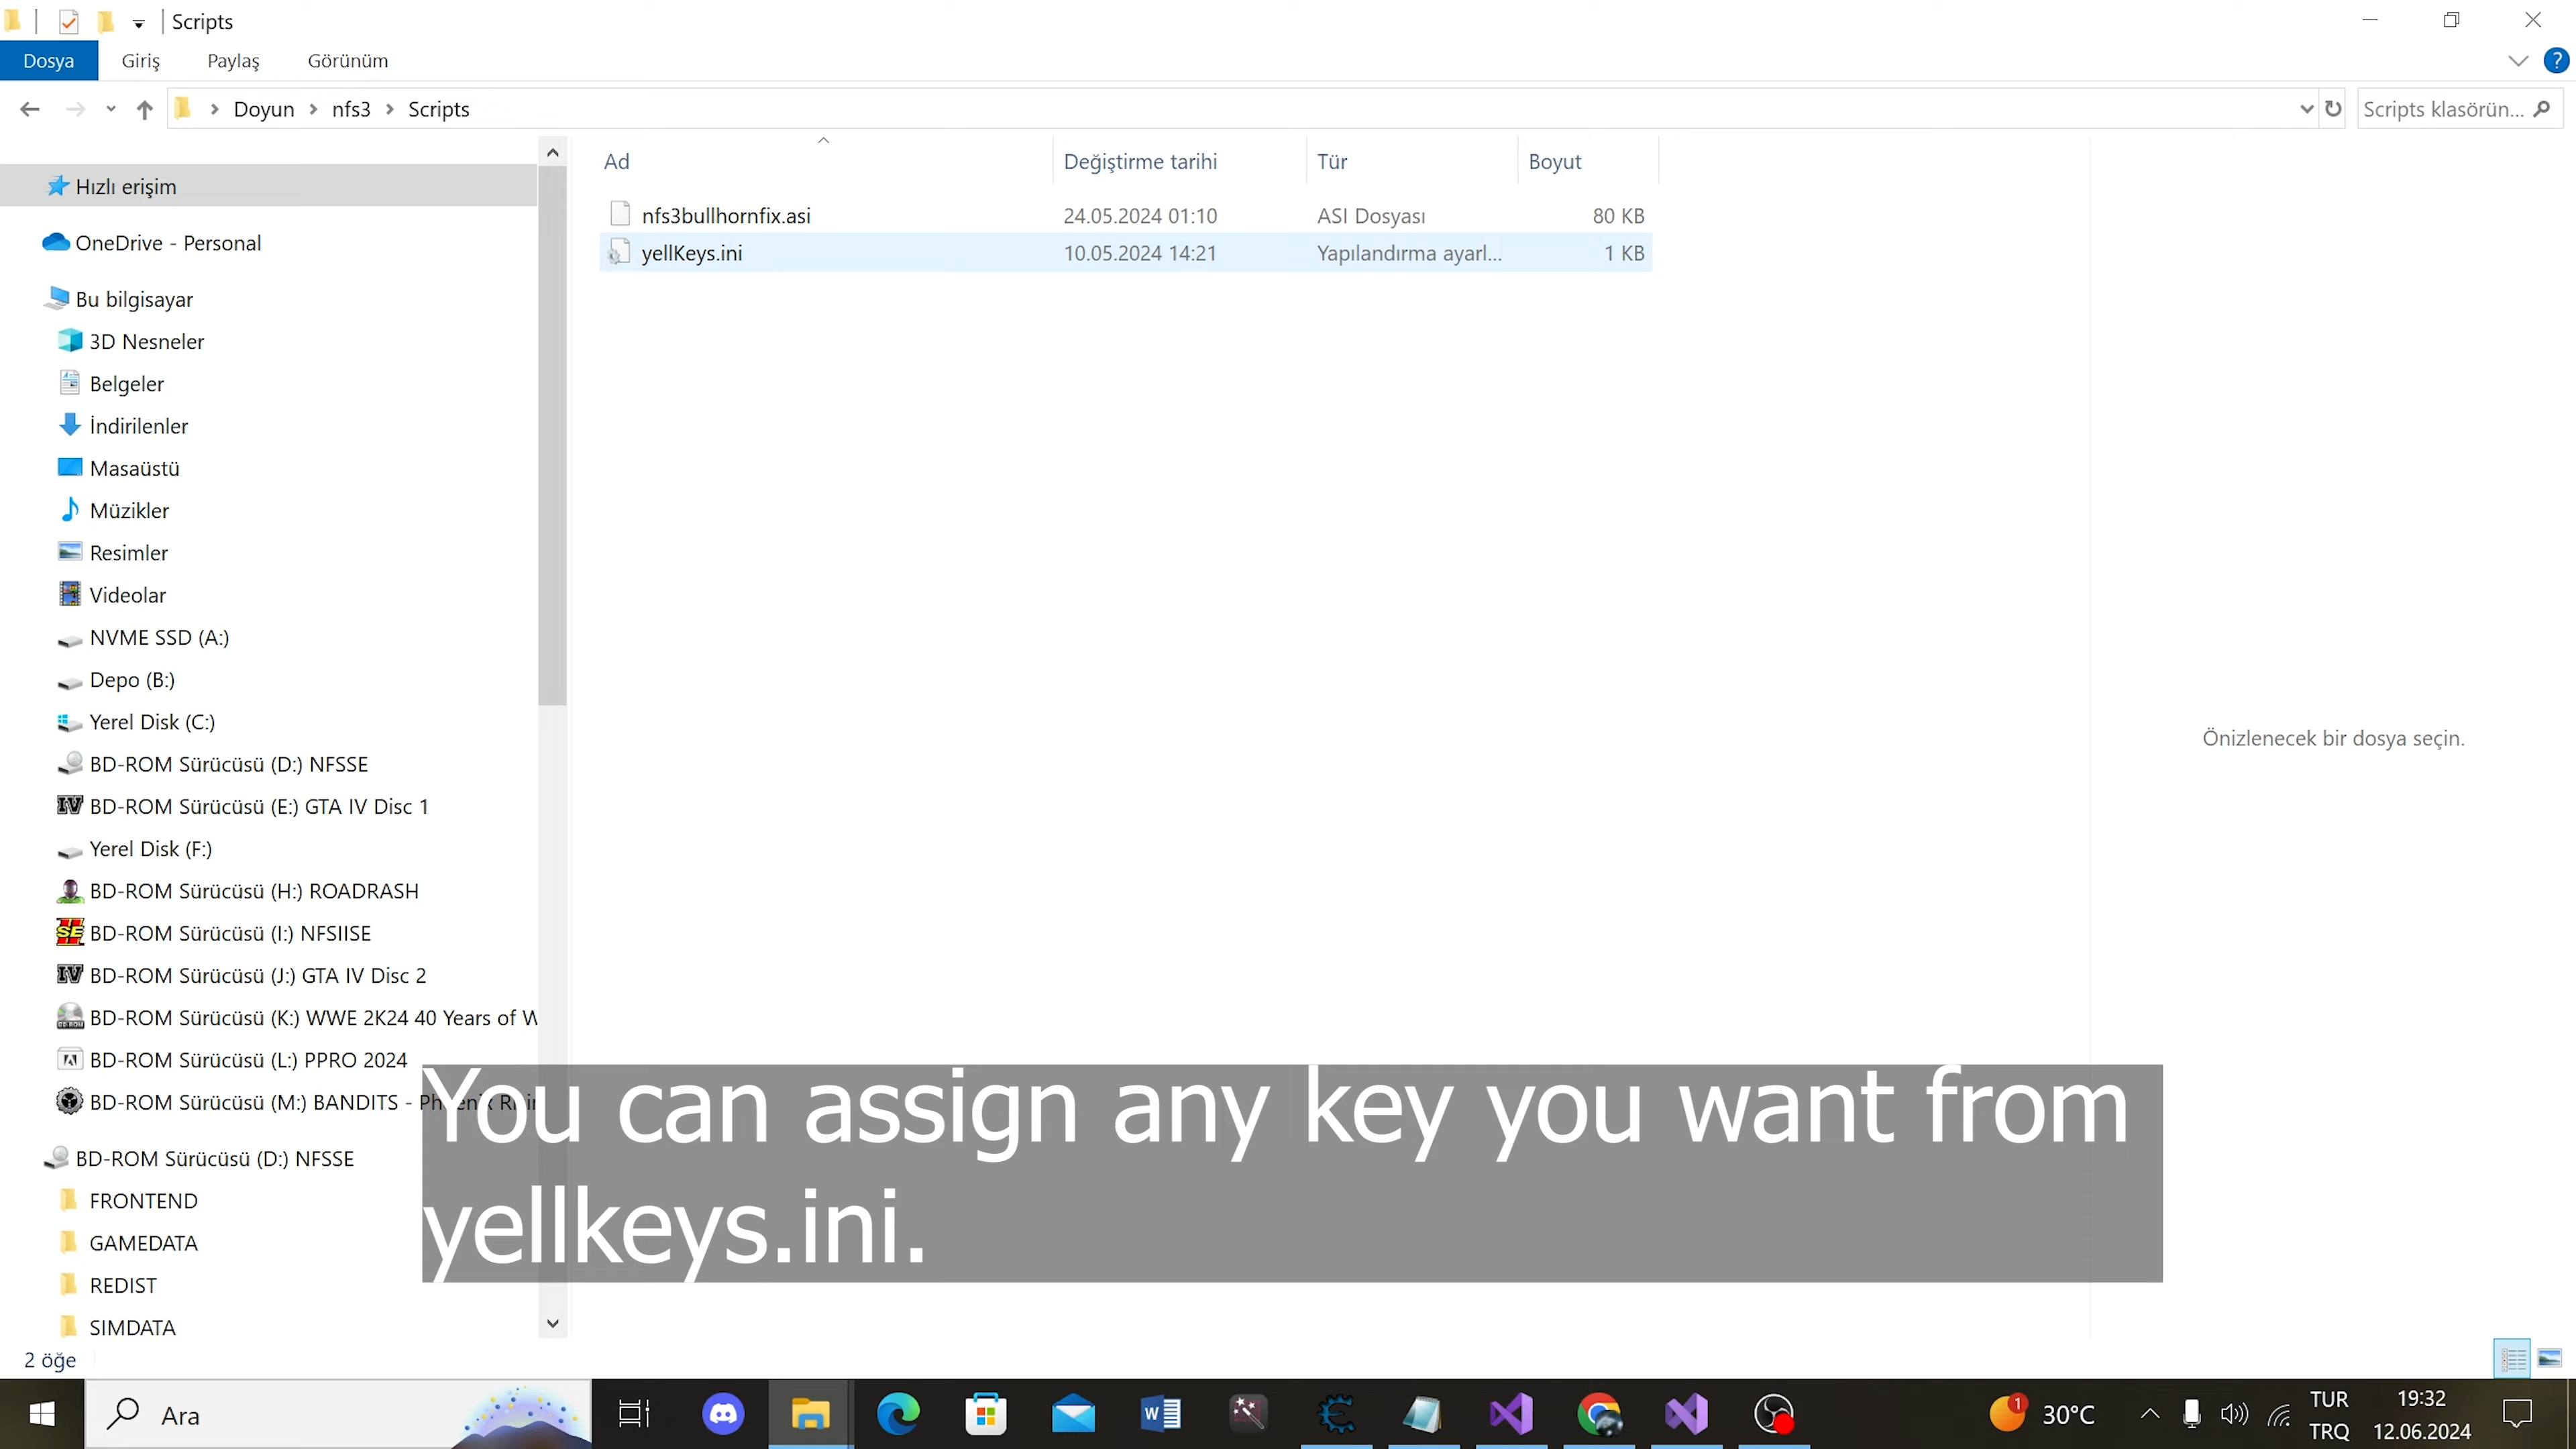 Scripts
Dosya
Giriş
Paylaş
Görünüm
Doyun
nfs3
Scripts
Scripts klasörün...
Ad
Değiştirme tarihi
Tür
Boyut
nfs3bullhornfix.asi
24.05.2024 01:10
ASI Dosyası
80 KB
yellKeys.ini
10.05.2024 14:21
Yapılandırma ayarl...
1 KB
Hızlı erişim
OneDrive - Personal
Bu bilgisayar
3D Nesneler
Belgeler
İndirilenler
Masaüstü
Müzikler
Resimler
Videolar
NVME SSD (A:)
Depo (B:)
Yerel Disk (C:)
BD-ROM Sürücüsü (D:) NFSSE
BD-ROM Sürücüsü (E:) GTA IV Disc 1
Yerel Disk (F:)
BD-ROM Sürücüsü (H:) ROADRASH
BD-ROM Sürücüsü (I:) NFSIISE
BD-ROM Sürücüsü (J:) GTA IV Disc 2
BD-ROM Sürücüsü (K:) WWE 2K24 40 Years of W
BD-ROM Sürücüsü (L:) PPRO 2024
BD-ROM Sürücüsü (M:) BANDITS -
BD-ROM Sürücüsü (D:) NFSSE
FRONTEND
GAMEDATA
REDIST
SIMDATA
Önizlenecek bir dosya seçin.
You can assign any key you want from
yellkeys.ini.
2 öğe
Ara
1
30°C
TUR
TRQ
19:32
12.06.2024